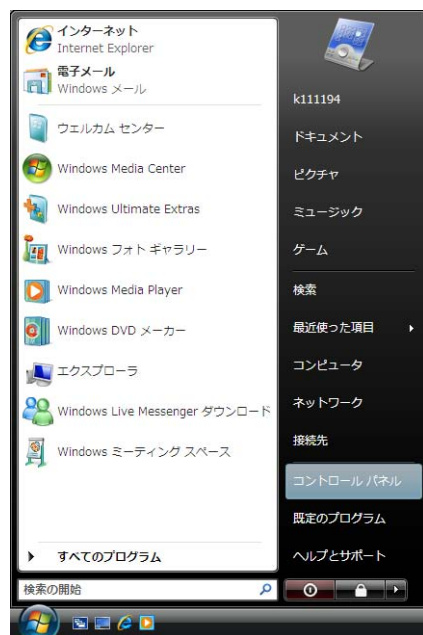 インターネット
Internet Explorer
電子メール
Windows メール
ウェルカム センター
Windows Media Center
Windows Ultimate Extras
Windows フォト ギャラリー
Windows Media Player
Windows DVD メーカー
エクスプローラ
Windows Live Messenger ダウンロード
Windows ミーティング スペース
すべてのプログラム
検索の開始
k111194
ドキュメント
ピクチャ
ミュージック
ゲーム
検索
最近使った項目
コンピュータ
ネットワーク
接続先
コントロール パネル
既定のプログラム
ヘルプとサポート